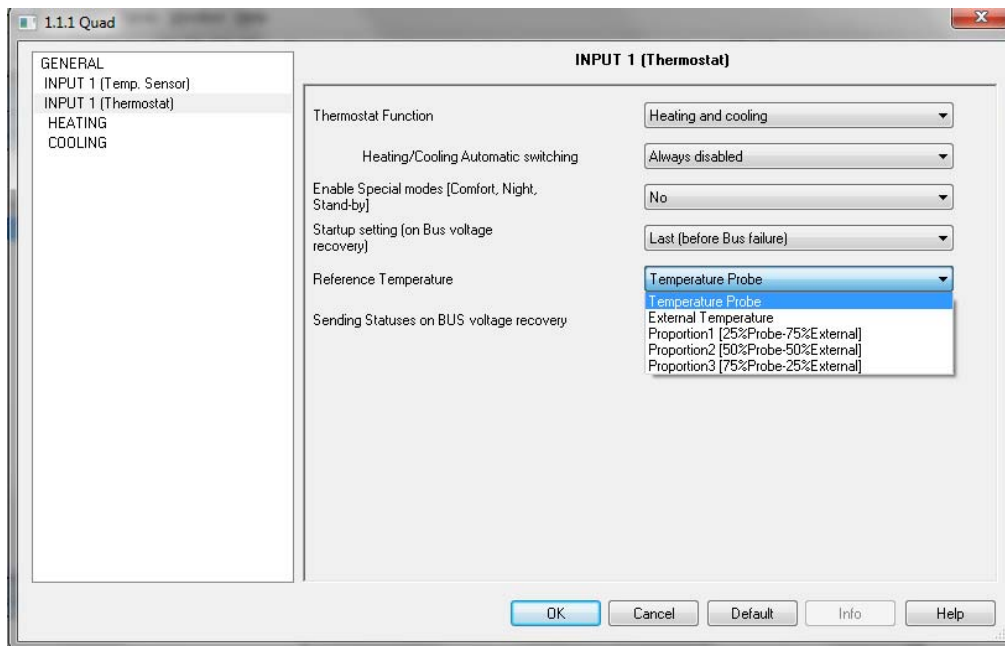 1.1.1 Quad
GENERAL
INPUT 1 (Temp. Sensor)
INPUT 1 (Thermostat)
HEATING
COOLING
INPUT 1 (Thermostat)
Thermostat Function
Heating and cooling
Heating/Cooling Automatic switching
Always disabled
Enable Special modes [Comfort, Night,
Stand-by]
No
Startup setting (on Bus voltage
recovery)
Last (before Bus failure)
Reference Temperature
Temperature Probe
Temperature Probe
External Temperature
Proportion1 [25%Probe-75%External]
Proportion2 [50%Probe-50%External]
Proportion3 [75%Probe-25%External]
Sending Statuses on BUS voltage recovery
OK
Cancel
Default
Info
Help